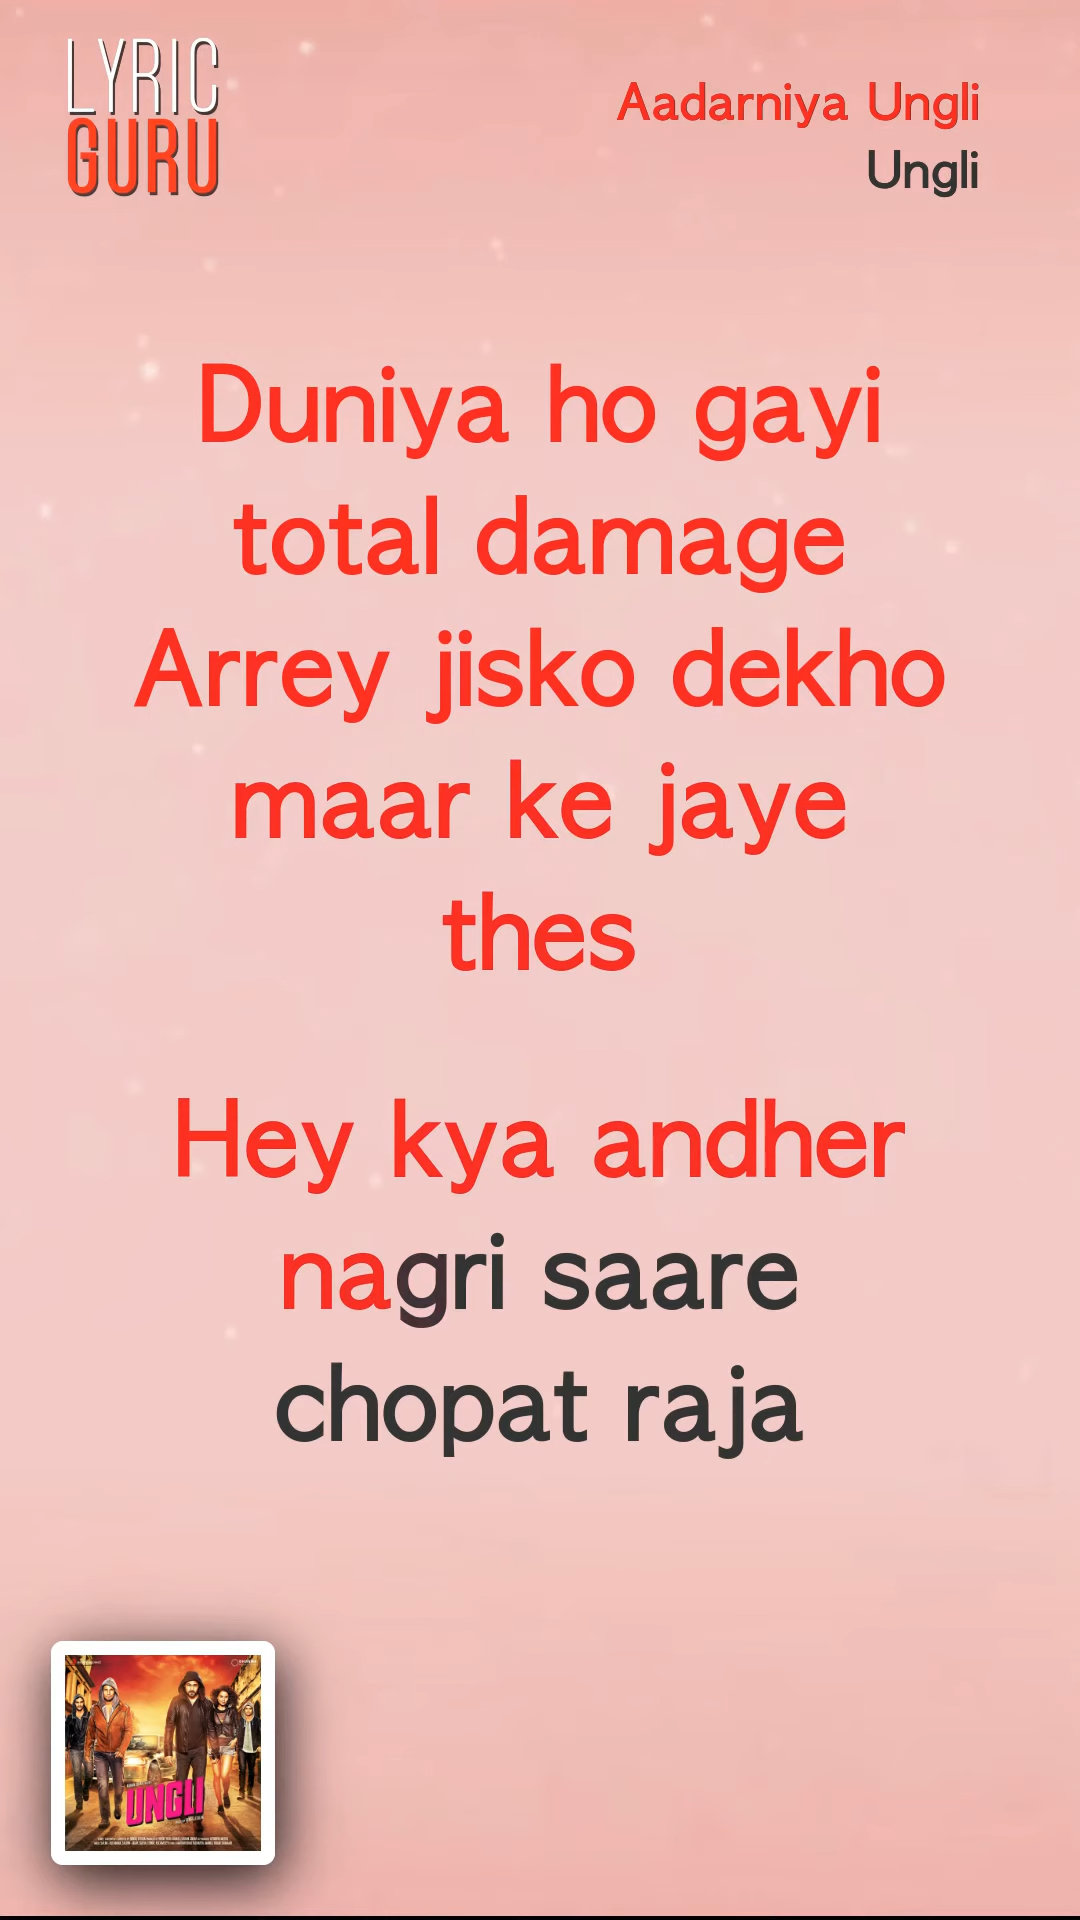 LYRIC
GURU
Aadarniya Ungli
Ungli
Duniya ho gayi
total damage
Arrey jisko dekho
maar ke jaye
thes
Hey kya andher
nagri saare
chopat raja
UNGLI